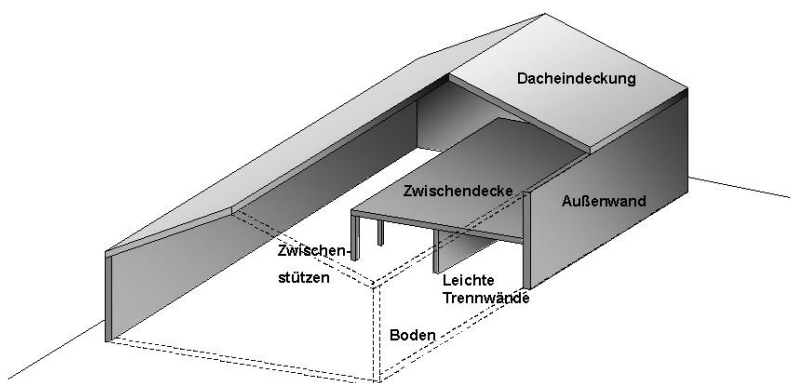 Dacheindeckung
Zwischendecke
Außenwand
Zwischen-
stützen
Leichte
Trennwände
Boden